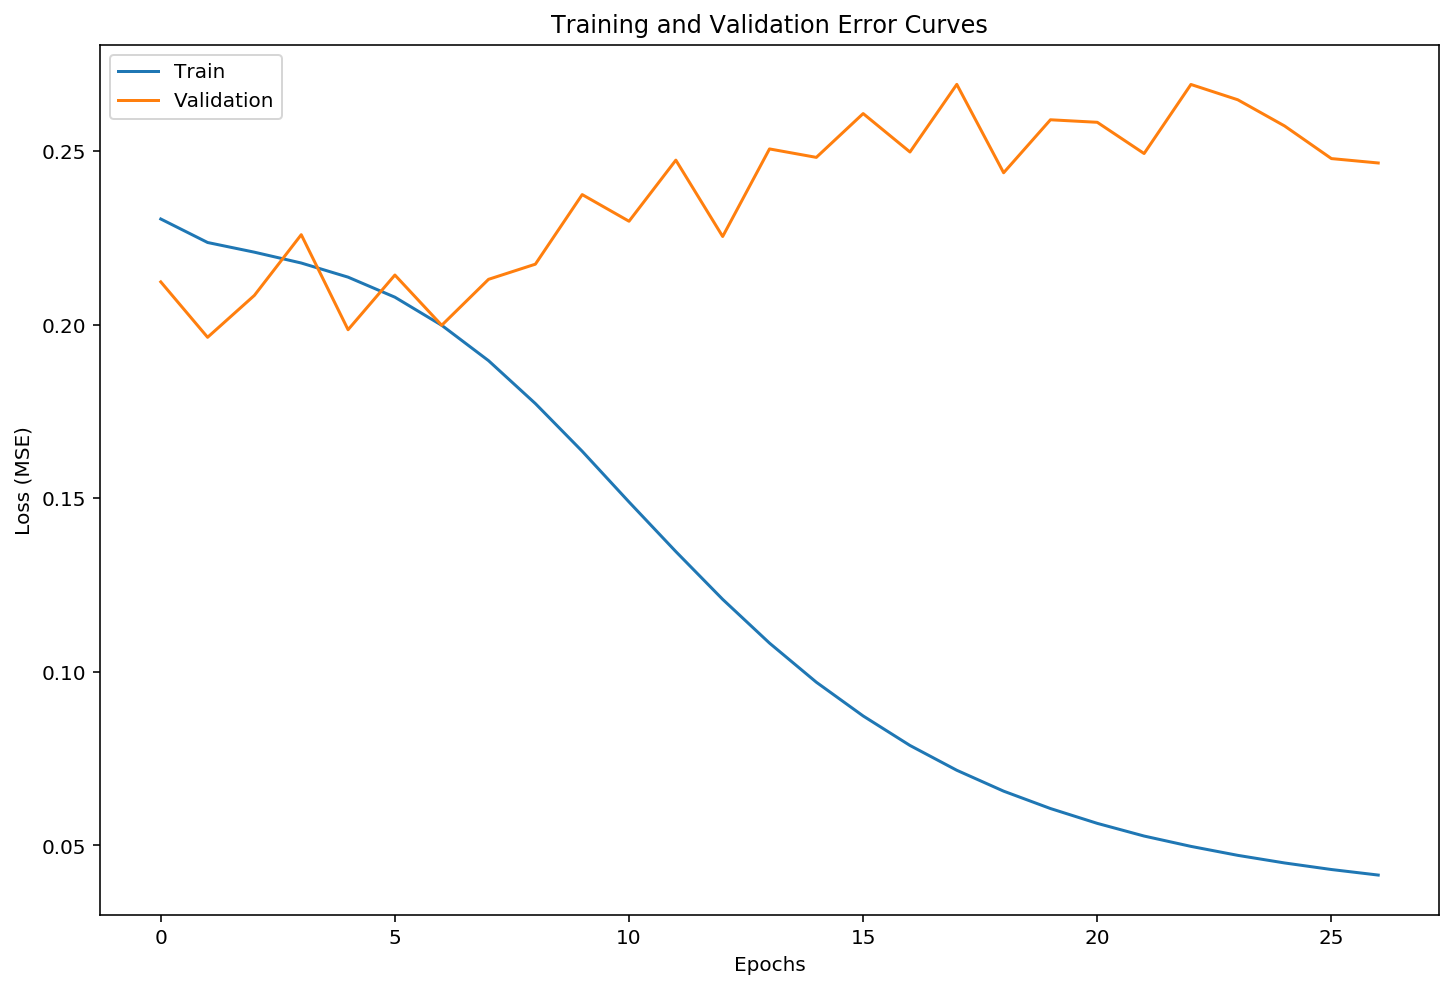 Training and Validation Error Curves
Train
Validation
0.25
0.20
0.15
0.10
0.05
Loss (MSE)
0 5 10 15 20 25
Epochs